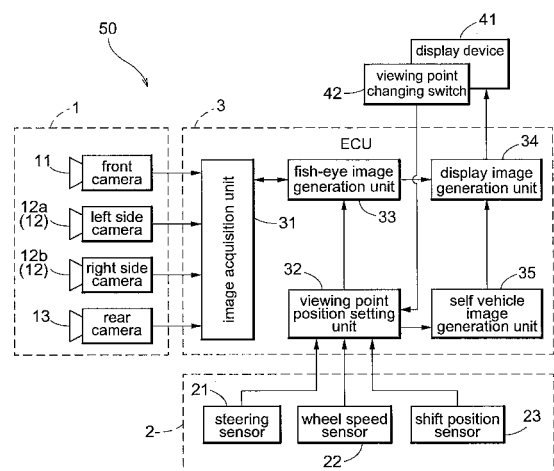 50
41
display device
viewing point
changing switch
42
1
3
ECU
34
11
front
camera
12a
(12)
left side
camera
12b
(12)
right side
camera
13
rear
camera
image acquisition unit
31
fish-eye image
generation unit
33
display image
generation unit
32
viewing point
position setting
unit
35
self vehicle
image
generation unit
2
21
steering
sensor
wheel speed
sensor
22
shift position
sensor
23